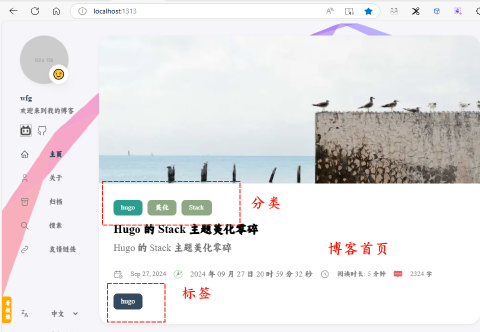 localhost:1313
wfg
欢迎来到我的博客
主页
关于
归档
搜索
友情链接
中文
hugo
美化
Stack
分类
Hugo 的 Stack 主题美化零碎
Hugo 的 Stack 主题美化零碎
博客首页
Sep 27, 2024
2024 年 09 月 27 日 20 时 59 分 32 秒
阅读时长: 5 分钟
2324 字
标签
hugo